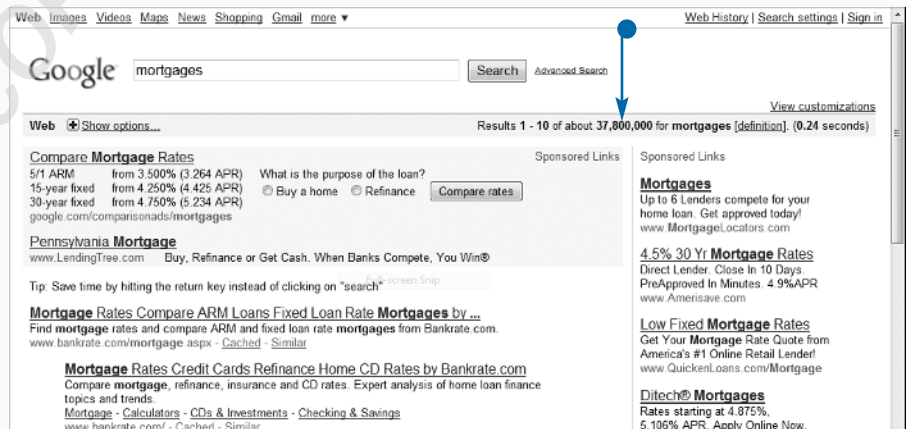 Web Images Videos Maps News Shopping Gmail more ▼
Web History | Search settings | Sign in
Google mortgages Search Advanced Search
View customizations
Web Show options...
Results 1 - 10 of about 37,800,000 for mortgages [definition]. (0.24 seconds)
Compare Mortgage Rates
Sponsored Links
5/1 ARM from 3.500% (3.264 APR) What is the purpose of the loan?
15-year fixed from 4.250% (4.425 APR) Buy a home Refinance Compare rates
30-year fixed from 4.750% (5.234 APR)
google.com/comparisonads/mortgages
Pennsylvania Mortgage
www.LendingTree.com Buy, Refinance or Get Cash. When Banks Compete, You Win®
Full-screen Snip
Tip: Save time by hitting the return key instead of clicking on "search"
Mortgage Rates Compare ARM Loans Fixed Loan Rate Mortgages by ...
Find mortgage rates and compare ARM and fixed loan rate mortgages from Bankrate.com.
www.bankrate.com/mortgage.aspx - Cached - Similar
Mortgage Rates Credit Cards Refinance Home CD Rates by Bankrate.com
Compare mortgage, refinance, insurance and CD rates. Expert analysis of home loan finance
topics and trends.
Mortgage - Calculators - CDs & Investments - Checking & Savings
www.bankrate.com/ - Cached - Similar
Sponsored Links
Mortgages
Up to 6 Lenders compete for your
home loan. Get approved today!
www.MortgageLocators.com
4.5% 30 Yr Mortgage Rates
Direct Lender. Close In 10 Days.
PreApproved In Minutes. 4.9%APR
www.Amerisave.com
Low Fixed Mortgage Rates
Get Your Mortgage Rate Quote from
America's #1 Online Retail Lender!
www.QuickenLoans.com/Mortgage
Ditech® Mortgages
Rates starting at 4.875%,
5.106% APR. Apply Online Now.